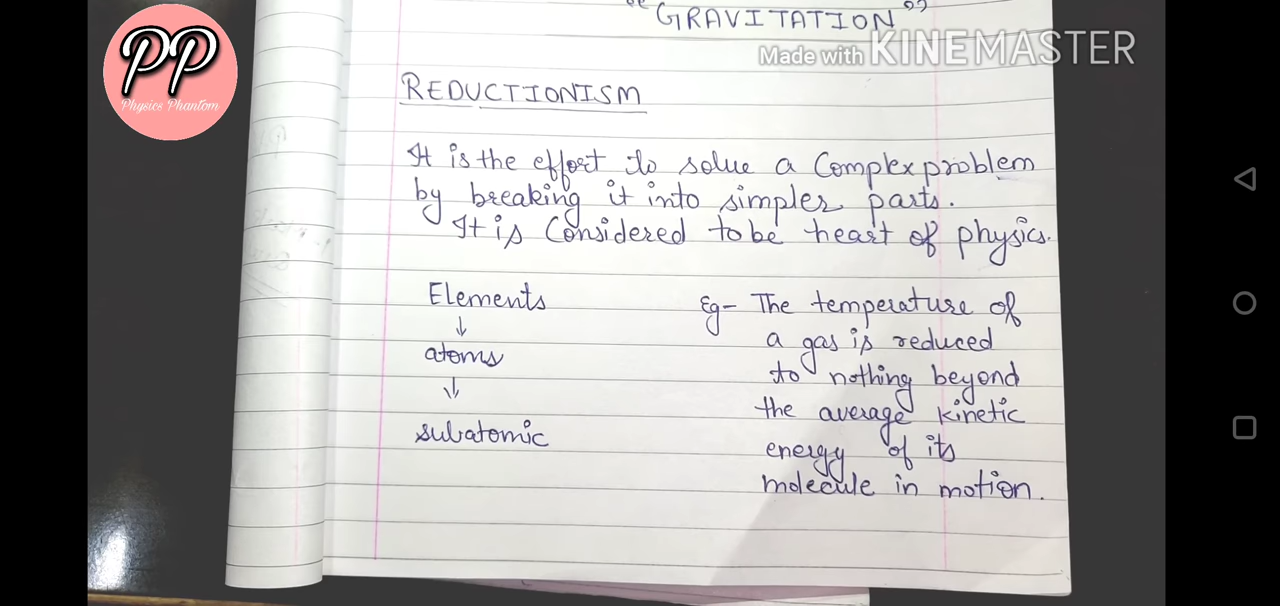 PP
Physics Phantom
"GRAVITATION"
Made with KINEMASTER
REDUCTIONISM
It is the effort to solve a Complex problem
by breaking it into simpler parts.
It is Considered to be heart of physics.
Elements
↓
atoms
↓
subatomic
Eg- The temperature of
a gas is reduced
to nothing beyond
the average kinetic
energy of its
molecule in motion.